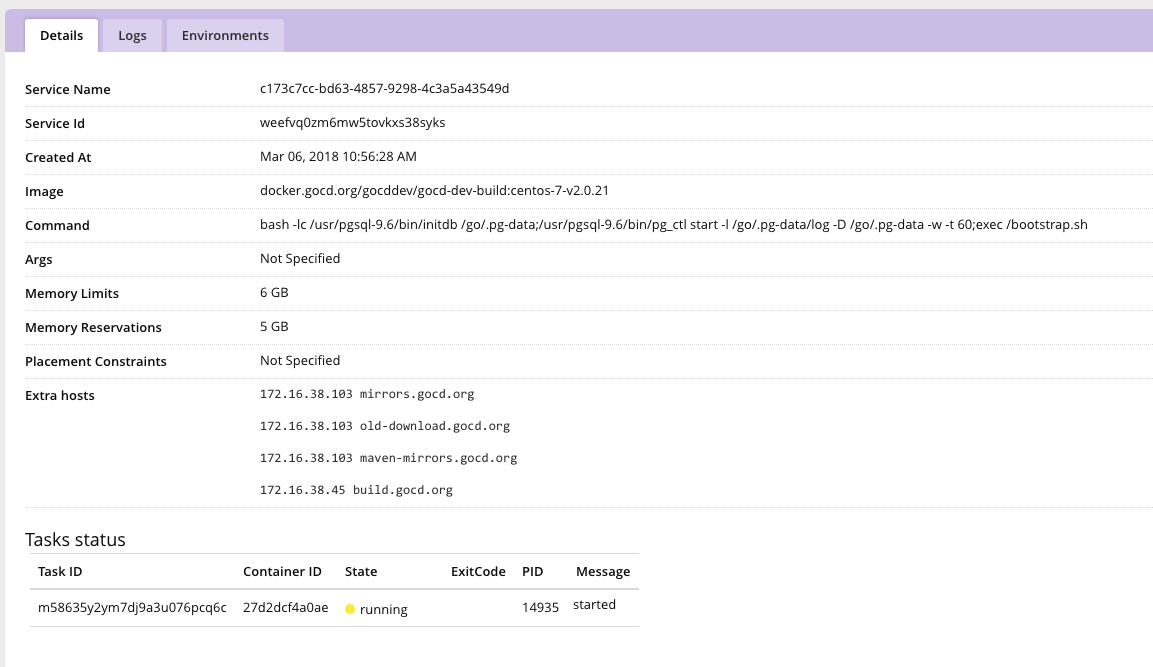 Details Logs Environments
Service Name c173c7cc-bd63-4857-9298-4c3a5a43549d
Service Id weefvq0zm6mw5tovkxs38syks
Created At Mar 06, 2018 10:56:28 AM
Image docker.gocd.org/gocddev/gocd-dev-build:centos-7-v2.0.21
Command bash -lc /usr/pgsql-9.6/bin/initdb /go/.pg-data;/usr/pgsql-9.6/bin/pg_ctl start -l /go/.pg-data/log -D /go/.pg-data -w -t 60;exec /bootstrap.sh
Args Not Specified
Memory Limits 6 GB
Memory Reservations 5 GB
Placement Constraints Not Specified
Extra hosts 172.16.38.103 mirrors.gocd.org
172.16.38.103 old-download.gocd.org
172.16.38.103 maven-mirrors.gocd.org
172.16.38.45 build.gocd.org
Tasks status
Task ID Container ID State ExitCode PID Message
m58635y2ym7dj9a3u076pcq6c 27d2dcf4a0ae running 14935 started